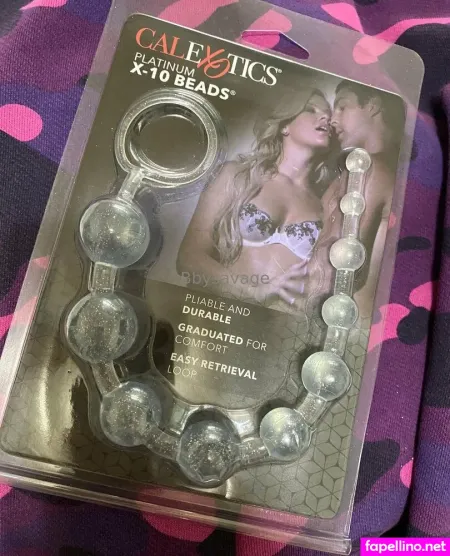 CALEXOTICS®
PLATINUM
X-10 BEADS®
PLIABLE AND
DURABLE
GRADUATED FOR
COMFORT
EASY RETRIEVAL
LOOP
fapellino.net